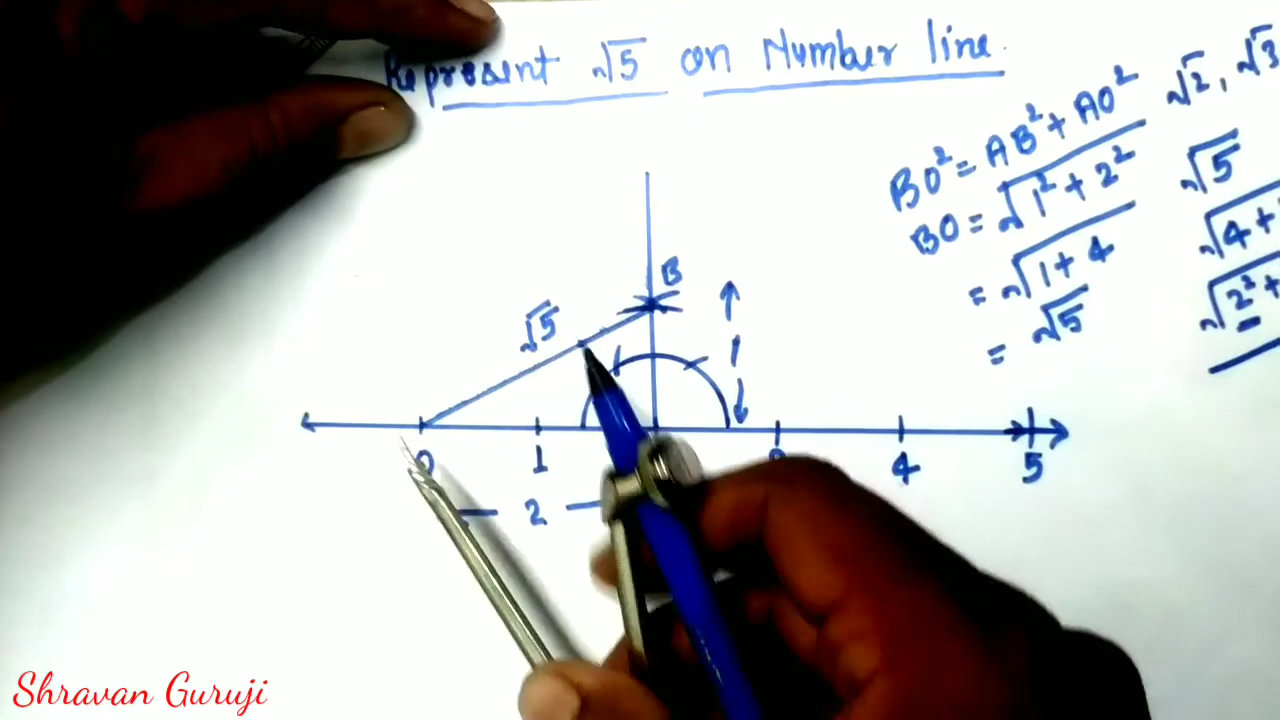 Represent √5 on Number line.
√2, √3
BO² = AB² + AO²
BO = √1² + 2²
= √1 + 4
= √5
√5
√4+
√2²+
B
√5
1
0 1 4 5
2
Shravan Guruji